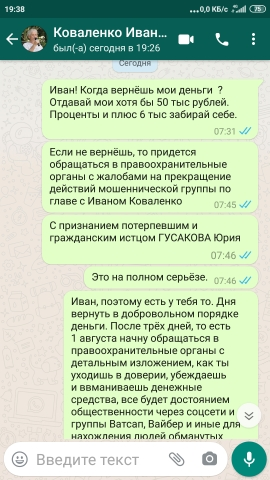 19:38
...0,0 КБ/с 75
Коваленко Иван...
был(-а) сегодня в 19:26
Сегодня
Иван! Когда вернёшь мои деньги ?
Отдавай мои хотя бы 50 тыс рублей.
Проценты и плюс 6 тыс забирай себе.
07:31
Если не вернёшь, то придется
обращаться в правоохранительные
органы с жалобами на прекращение
действий мошеннической группы по
главе с Иваном Коваленко
07:45
С признанием потерпевшим и
гражданским истцом ГУСАКОВА Юрия
07:46
Это на полном серьёзе. 07:46
Иван, поэтому есть у тебя то. Дня
вернуть в добровольном порядке
деньги. После трёх дней, то есть
1 августа начну обращаться в
правоохранительные органы с
детальным изложением, как ты
уходишь в доверии, убеждаешь
и ввманиваешь денежные
средства, все будет достоянием
общественности через соцсети и
группы Ватсап, Вайбер и иные для
нахождения людей обманутых
Введите текст